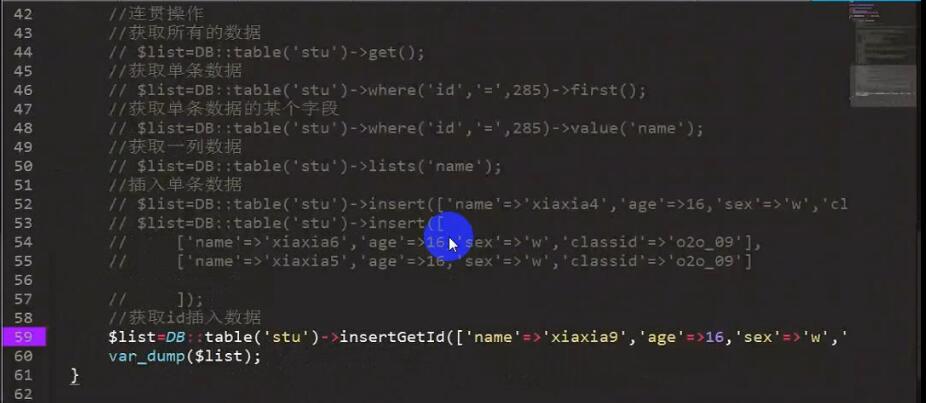 42 //连贯操作
43 //获取所有的数据
44 // $list=DB::table('stu')->get();
45 //获取单条数据
46 // $list=DB::table('stu')->where('id','=',285)->first();
47 //获取单条数据的某个字段
48 // $list=DB::table('stu')->where('id','=',285)->value('name');
49 //获取一列数据
50 // $list=DB::table('stu')->lists('name');
51 //插入单条数据
52 // $list=DB::table('stu')->insert(['name'=>'xiaxia4','age'=>16,'sex'=>'w','cl
53 // $list=DB::table('stu')->insert([
54 // ['name'=>'xiaxia6','age'=>16,'sex'=>'w','classid'=>'o2o_09'],
55 // ['name'=>'xiaxia5','age'=>16,'sex'=>'w','classid'=>'o2o_09']
56
57 // ]);
58 //获取id插入数据
59 $list=DB::table('stu')->insertGetId(['name'=>'xiaxia9','age'=>16,'sex'=>'w','
60 var_dump($list);
61 }
62